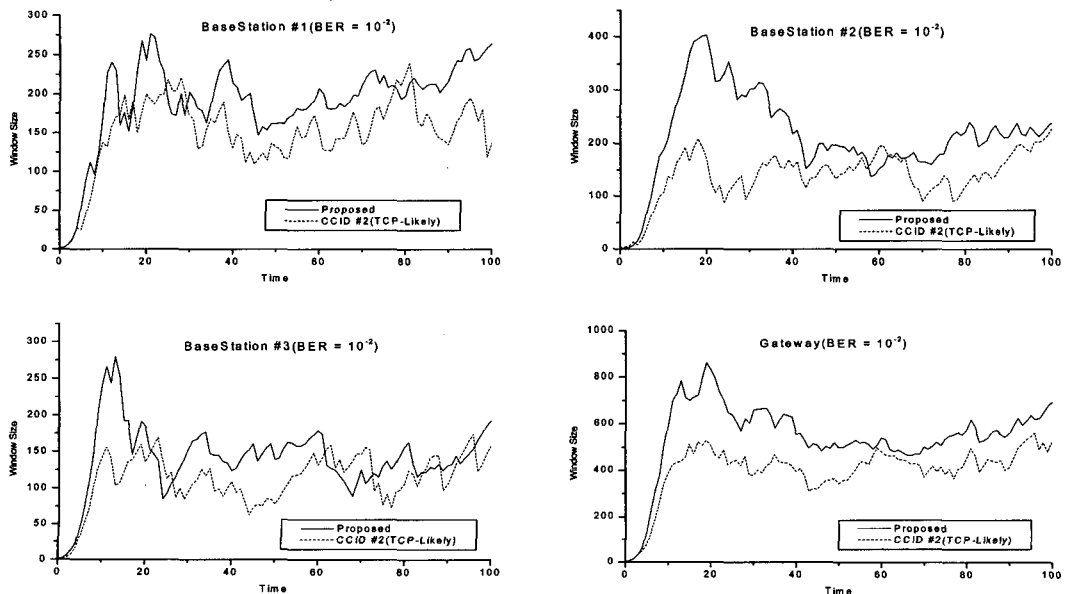 BaseStation #1(BER = 10⁻²)
300
250
200
150
100
50
0
Window Size
Proposed
CCID #2(TCP-Likely)
0 20 40 60 80 100
Time
BaseStation #2(BER = 10⁻²)
400
300
200
100
0
Window Size
Proposed
CCID #2(TCP-Likely)
0 20 40 60 80 100
Time
BaseStation #3(BER = 10⁻²)
300
250
200
150
100
50
0
Window Size
Proposed
CCID #2(TCP-Likely)
0 20 40 60 80 100
Time
Gateway(BER = 10⁻²)
1000
800
600
400
200
0
Window Size
Proposed
CCID #2(TCP-Likely)
0 20 40 60 80 100
Time